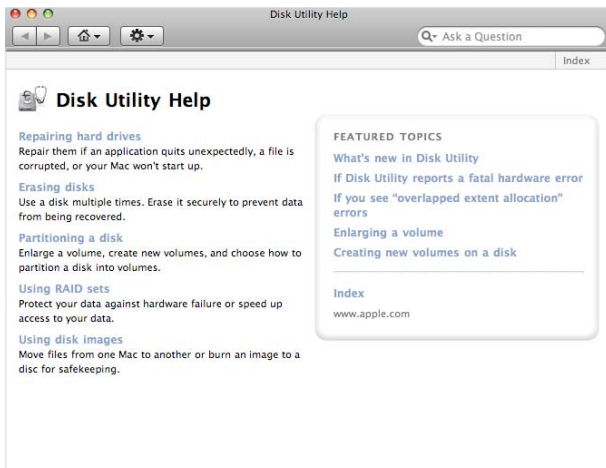 Disk Utility Help
Ask a Question
Index
Disk Utility Help
Repairing hard drives
Repair them if an application quits unexpectedly, a file is
corrupted, or your Mac won't start up.
Erasing disks
Use a disk multiple times. Erase it securely to prevent data
from being recovered.
Partitioning a disk
Enlarge a volume, create new volumes, and choose how to
partition a disk into volumes.
Using RAID sets
Protect your data against hardware failure or speed up
access to your data.
Using disk images
Move files from one Mac to another or burn an image to a
disc for safekeeping.
FEATURED TOPICS
What's new in Disk Utility
If Disk Utility reports a fatal hardware error
If you see "overlapped extent allocation"
errors
Enlarging a volume
Creating new volumes on a disk
Index
www.apple.com